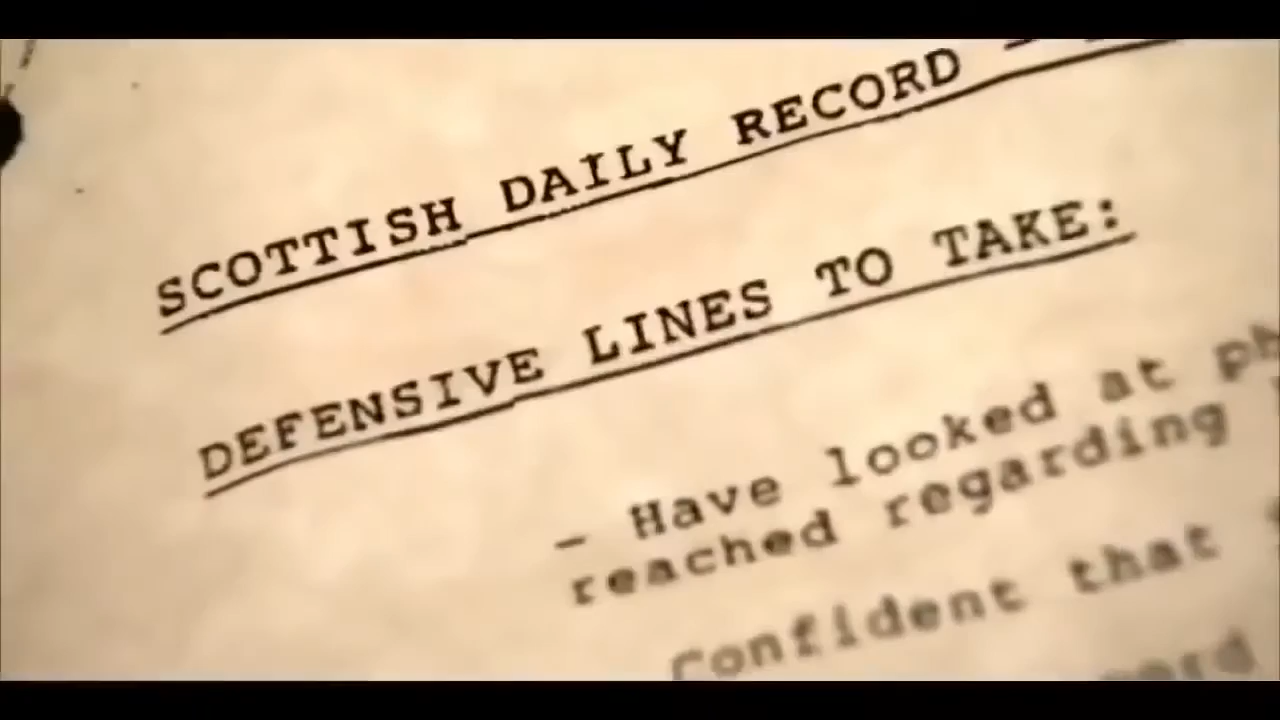 SCOTTISH DAILY RECORD -
DEFENSIVE LINES TO TAKE:
- Have looked at
reached regarding
Confident that